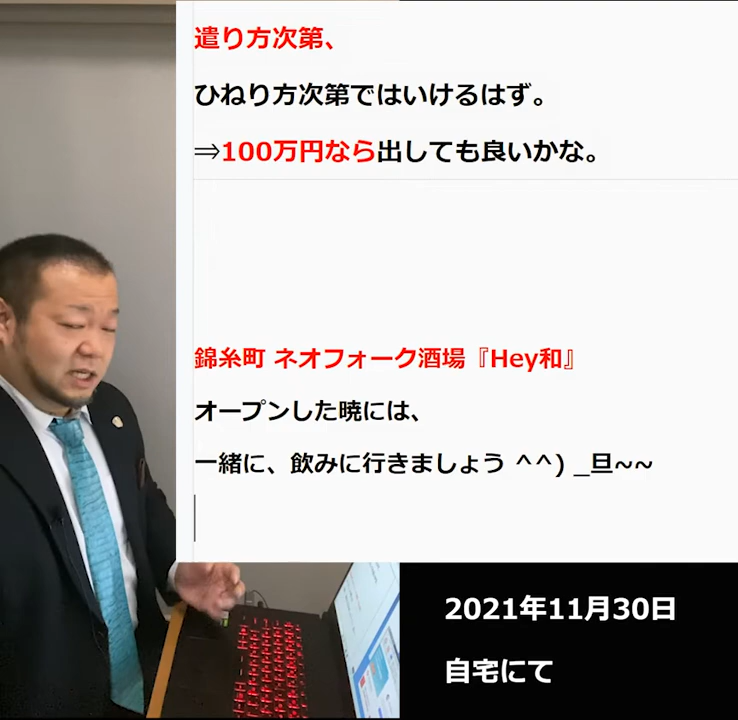 遣り方次第、
ひねり方次第ではいけるはず。
⇒100万円なら出しても良いかな。
錦糸町 ネオフォーク酒場『Hey和』
オープンした暁には、
一緒に、飲みに行きましょう ^^) _旦~~
2021年11月30日
自宅にて